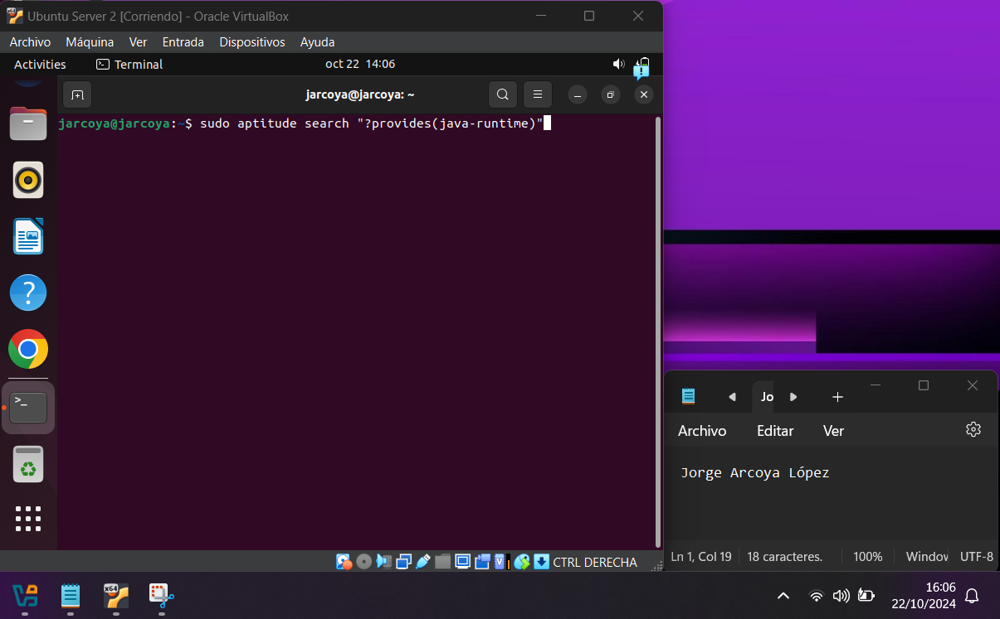 Ubuntu Server 2 [Corriendo] - Oracle VirtualBox
Archivo Máquina Ver Entrada Dispositivos Ayuda
Activities Terminal oct 22 14:06
jarcoya@jarcoya: ~
jarcoya@jarcoya:~$ sudo aptitude search "?provides(java-runtime)"
Jo
Archivo Editar Ver
Jorge Arcoya López
Ln 1, Col 19 18 caracteres. 100% Window UTF-8
CTRL DERECHA
x64
16:06
22/10/2024